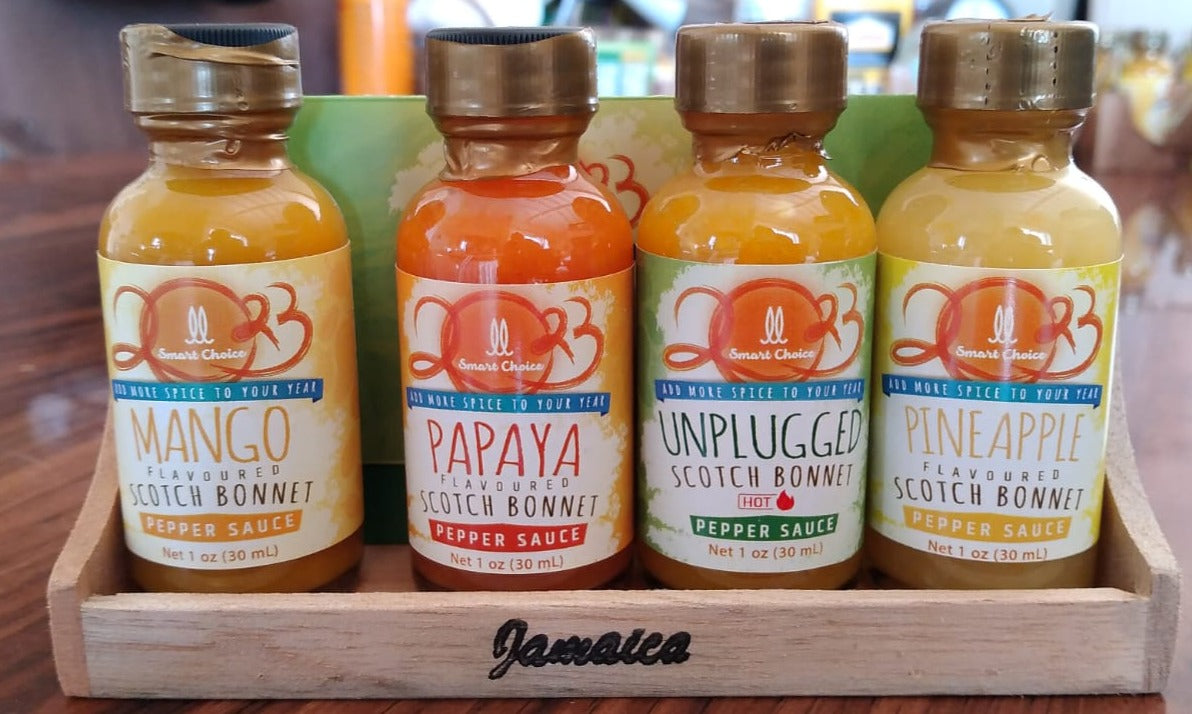 2023
Smart Choice
ADD MORE SPICE TO YOUR YEAR
MANGO
FLAVOURED
SCOTCH BONNET
PEPPER SAUCE
Net 1 oz (30 mL)
2023
Smart Choice
ADD MORE SPICE TO YOUR YEAR
PAPAYA
FLAVOURED
SCOTCH BONNET
PEPPER SAUCE
Net 1 oz (30 mL)
2023
Smart Choice
ADD MORE SPICE TO YOUR YEAR
UNPLUGGED
SCOTCH BONNET
HOT
PEPPER SAUCE
Net 1 oz (30 mL)
2023
Smart Choice
ADD MORE SPICE TO YOUR YEAR
PINEAPPLE
FLAVOURED
SCOTCH BONNET
PEPPER SAUCE
Net 1 oz (30 mL)
Jamaica